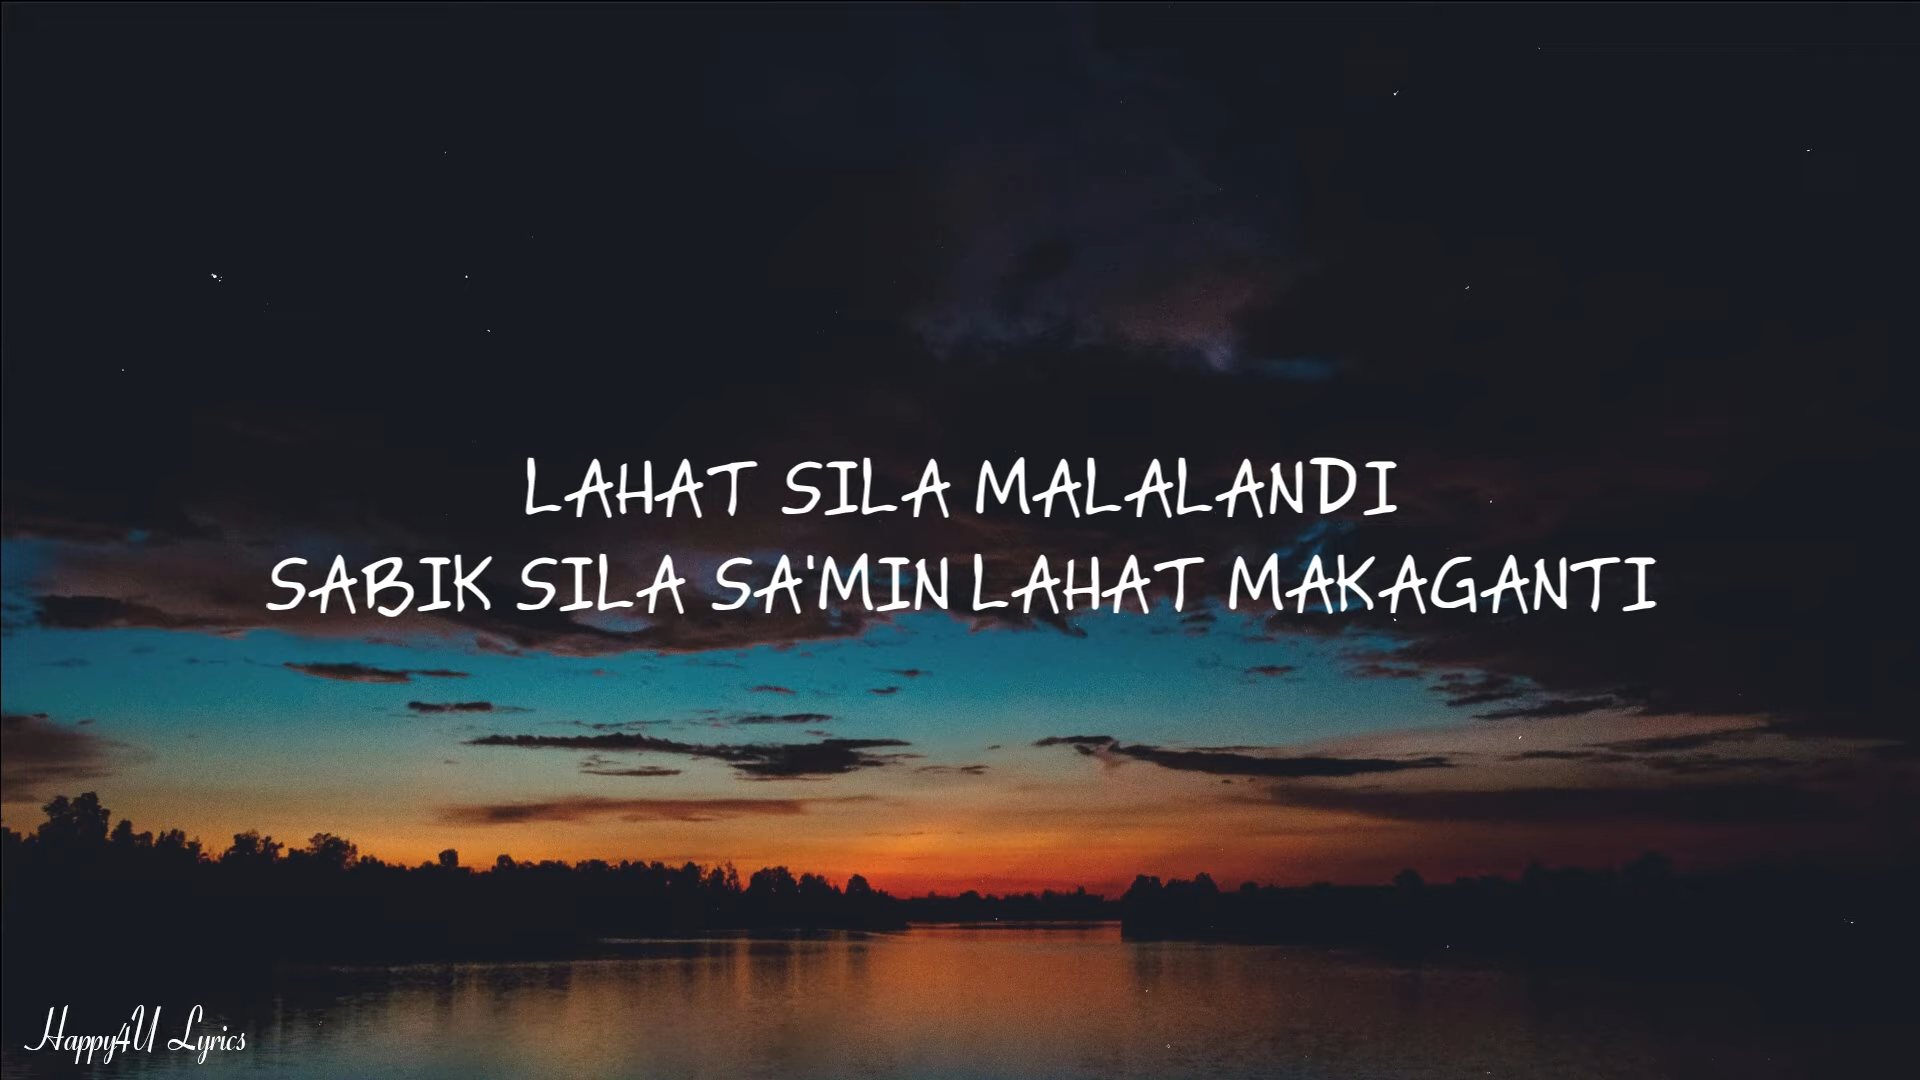 LAHAT SILA MALALANDI
SABIK SILA SA'MIN LAHAT MAKAGANTI
Happy4U Lyrics